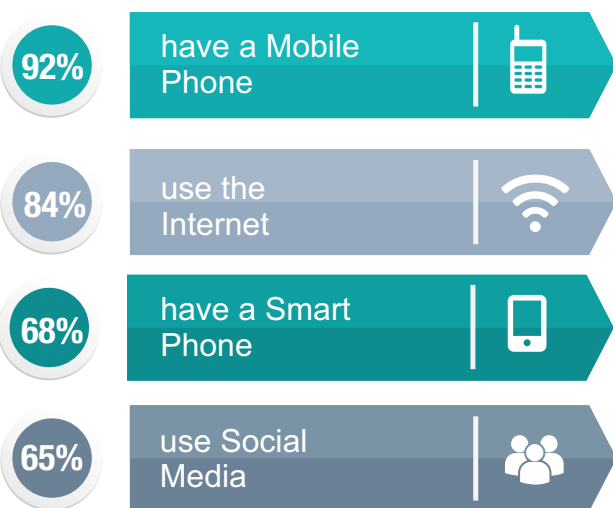 92%
have a Mobile
Phone
84%
use the
Internet
68%
have a Smart
Phone
65%
use Social
Media